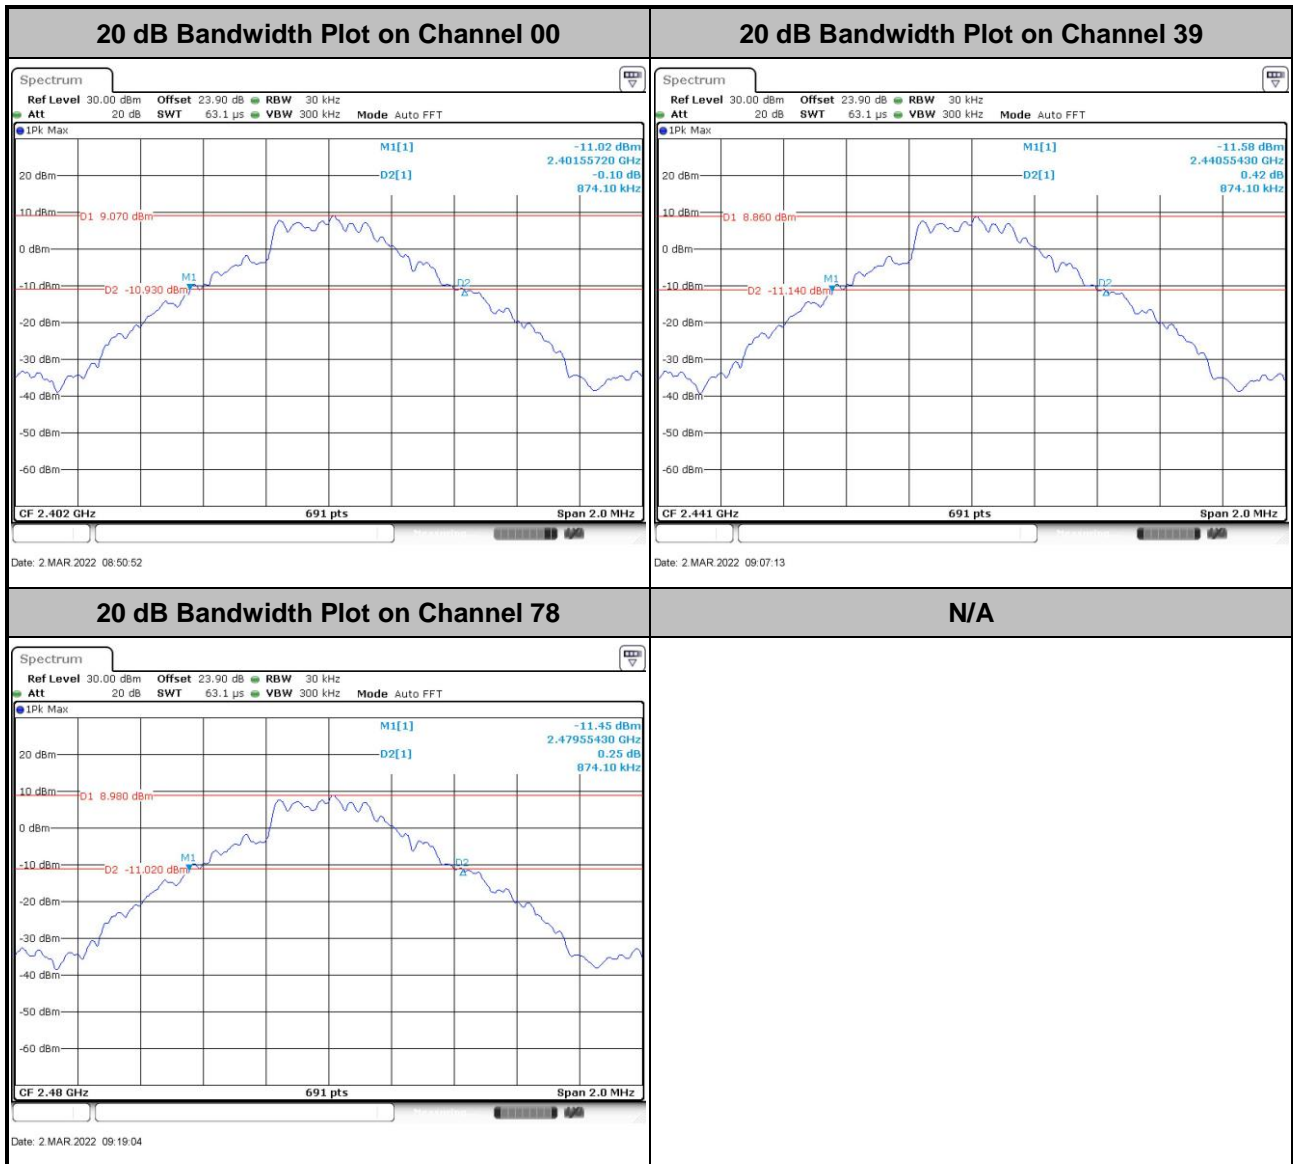 20 dB Bandwidth Plot on Channel 00
20 dB Bandwidth Plot on Channel 39
Spectrum
Ref Level 30.00 dBm Offset 23.90 dB RBW 30 kHz
Att 20 dB SWT 63.1 µs VBW 300 kHz Mode Auto FFT
1Pk Max
M1[1] -11.02 dBm
2.40155720 GHz
D2[1] -0.10 dB
874.10 kHz
20 dBm
10 dBm
D1 9.070 dBm
0 dBm
M1
D2
-10 dBm
D2 -10.930 dBm
-20 dBm
-30 dBm
-40 dBm
-50 dBm
-60 dBm
CF 2.402 GHz 691 pts Span 2.0 MHz
Date: 2.MAR.2022 08:50:52
Spectrum
Ref Level 30.00 dBm Offset 23.90 dB RBW 30 kHz
Att 20 dB SWT 63.1 µs VBW 300 kHz Mode Auto FFT
1Pk Max
M1[1] -11.58 dBm
2.44055430 GHz
D2[1] 0.42 dB
874.10 kHz
20 dBm
10 dBm
D1 8.860 dBm
0 dBm
M1
D2
-10 dBm
D2 -11.140 dBm
-20 dBm
-30 dBm
-40 dBm
-50 dBm
-60 dBm
CF 2.441 GHz 691 pts Span 2.0 MHz
Date: 2.MAR.2022 09:07:13
20 dB Bandwidth Plot on Channel 78
N/A
Spectrum
Ref Level 30.00 dBm Offset 23.90 dB RBW 30 kHz
Att 20 dB SWT 63.1 µs VBW 300 kHz Mode Auto FFT
1Pk Max
M1[1] -11.45 dBm
2.47955430 GHz
D2[1] 0.25 dB
874.10 kHz
20 dBm
10 dBm
D1 8.980 dBm
0 dBm
M1
D2
-10 dBm
D2 -11.020 dBm
-20 dBm
-30 dBm
-40 dBm
-50 dBm
-60 dBm
CF 2.48 GHz 691 pts Span 2.0 MHz
Date: 2.MAR.2022 09:19:04